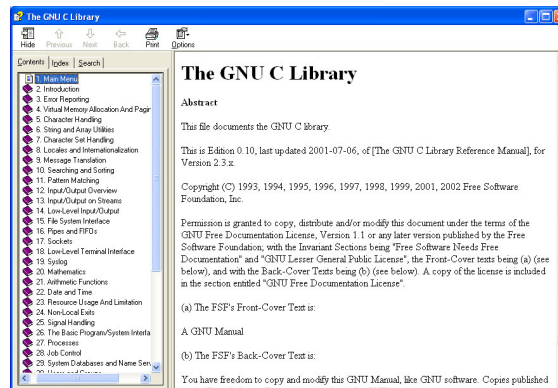 The GNU C Library
Hide Previous Next Back Print Options
Contents Index Search
1. Main Menu
2. Introduction
3. Error Reporting
4. Virtual Memory Allocation And Pagir
5. Character Handling
6. String and Array Utilities
7. Character Set Handling
8. Locales and Internationalization
9. Message Translation
10. Searching and Sorting
11. Pattern Matching
12. Input/Output Overview
13. Input/Output on Streams
14. Low-Level Input/Output
15. File System Interface
16. Pipes and FIFOs
17. Sockets
18. Low-Level Terminal Interface
19. Syslog
20. Mathematics
21. Arithmetic Functions
22. Date and Time
23. Resource Usage And Limitation
24. Non-Local Exits
25. Signal Handling
26. The Basic Program/System Interfa
27. Processes
28. Job Control
29. System Databases and Name Serv
The GNU C Library
Abstract
This file documents the GNU C library.
This is Edition 0.10, last updated 2001-07-06, of [The GNU C Library Reference Manual], for
Version 2.3.x.
Copyright (C) 1993, 1994, 1995, 1996, 1997, 1998, 1999, 2001, 2002 Free Software
Foundation, Inc.
Permission is granted to copy, distribute and/or modify this document under the terms of the
GNU Free Documentation License, Version 1.1 or any later version published by the Free
Software Foundation; with the Invariant Sections being "Free Software Needs Free
Documentation" and "GNU Lesser General Public License", the Front-Cover texts being (a) (see
below), and with the Back-Cover Texts being (b) (see below). A copy of the license is included
in the section entitled "GNU Free Documentation License".
(a) The FSF's Front-Cover Text is:
A GNU Manual
(b) The FSF's Back-Cover Text is:
You have freedom to copy and modify this GNU Manual, like GNU software. Copies published